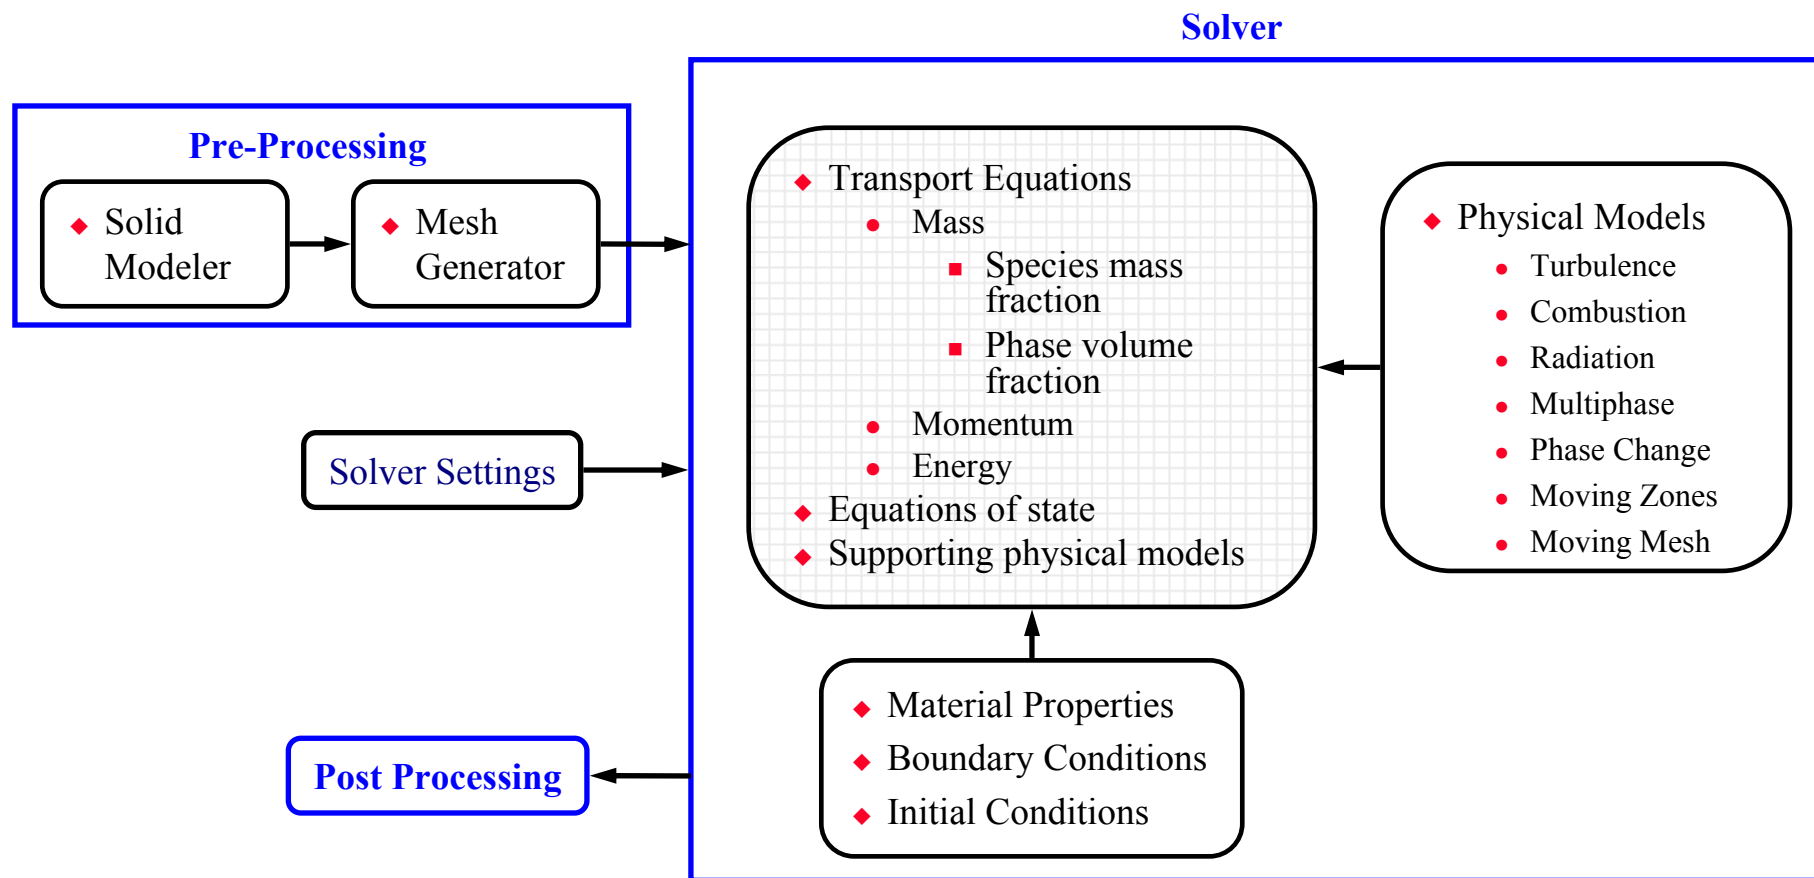 Solver
Pre-Processing
Solid
Modeler
Mesh
Generator
Solver Settings
Post Processing
Transport Equations
Mass
Species mass
fraction
Phase volume
fraction
Momentum
Energy
Equations of state
Supporting physical models
Physical Models
Turbulence
Combustion
Radiation
Multiphase
Phase Change
Moving Zones
Moving Mesh
Material Properties
Boundary Conditions
Initial Conditions